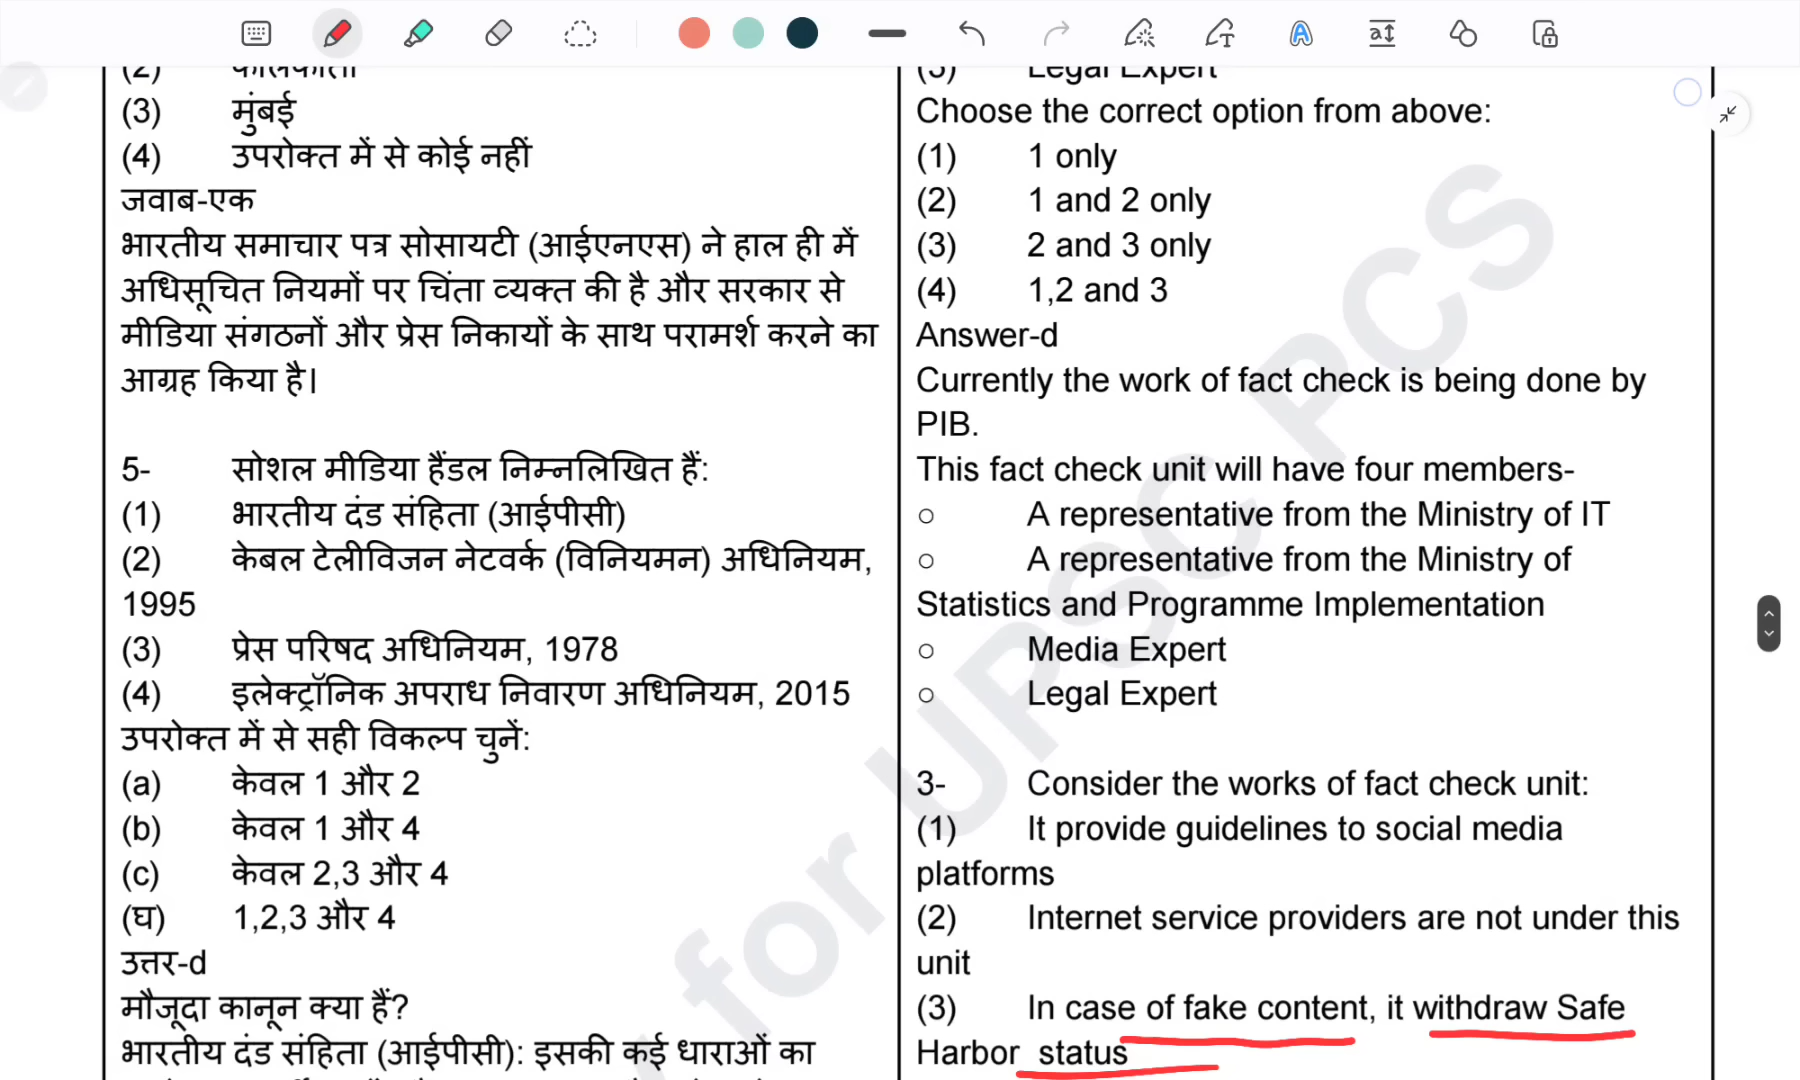 (2) कोलकाता
(3) मुंबई
(4) उपरोक्त में से कोई नहीं
जवाब-एक
भारतीय समाचार पत्र सोसायटी (आईएनएस) ने हाल ही में
अधिसूचित नियमों पर चिंता व्यक्त की है और सरकार से
मीडिया संगठनों और प्रेस निकायों के साथ परामर्श करने का
आग्रह किया है।
5- सोशल मीडिया हैंडल निम्नलिखित हैं:
(1) भारतीय दंड संहिता (आईपीसी)
(2) केबल टेलीविजन नेटवर्क (विनियमन) अधिनियम,
1995
(3) प्रेस परिषद अधिनियम, 1978
(4) इलेक्ट्रॉनिक अपराध निवारण अधिनियम, 2015
उपरोक्त में से सही विकल्प चुनें:
(a) केवल 1 और 2
(b) केवल 1 और 4
(c) केवल 2,3 और 4
(घ) 1,2,3 और 4
उत्तर-d
मौजूदा कानून क्या हैं?
भारतीय दंड संहिता (आईपीसी): इसकी कई धाराओं का
(3) Legal Expert
Choose the correct option from above:
(1) 1 only
(2) 1 and 2 only
(3) 2 and 3 only
(4) 1,2 and 3
Answer-d
Currently the work of fact check is being done by
PIB.
This fact check unit will have four members-
○ A representative from the Ministry of IT
○ A representative from the Ministry of
Statistics and Programme Implementation
○ Media Expert
○ Legal Expert
3- Consider the works of fact check unit:
(1) It provide guidelines to social media
platforms
(2) Internet service providers are not under this
unit
(3) In case of fake content, it withdraw Safe
Harbor status
for UPSC PCS